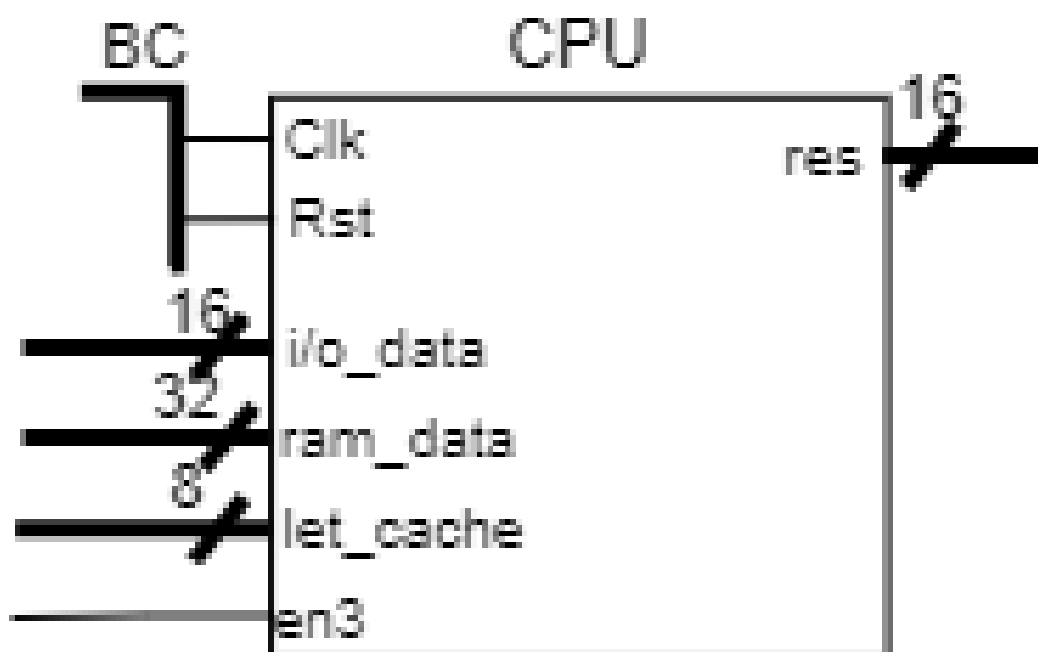 BC
CPU
16
Clk
res
Rst
16
i/o_data
32
ram_data
8
let_cache
en3